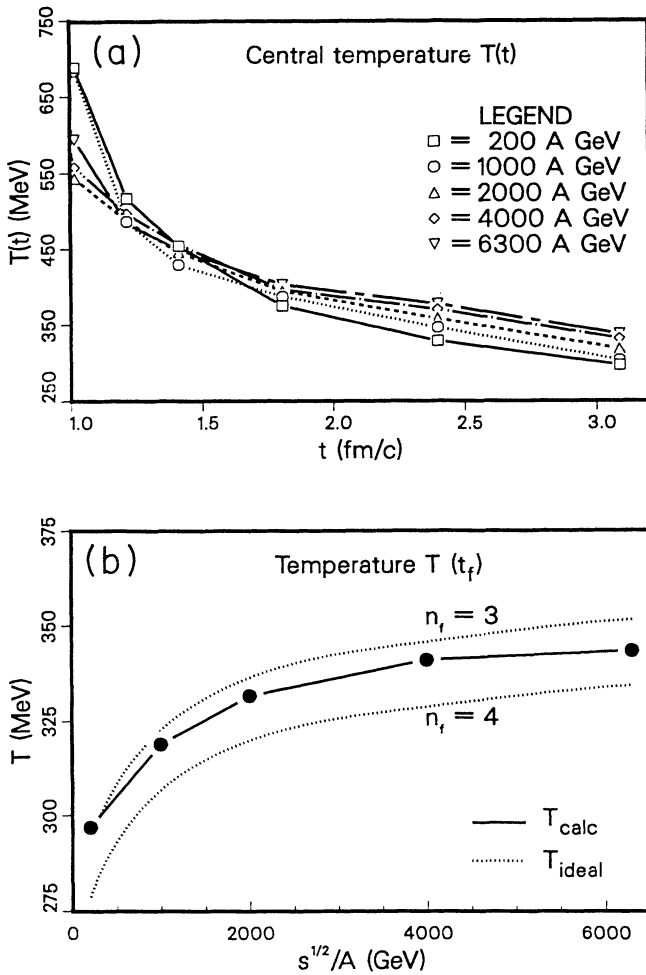 (a) Central temperature T(t)
LEGEND
□ = 200 A GeV
○ = 1000 A GeV
△ = 2000 A GeV
◇ = 4000 A GeV
▽ = 6300 A GeV
T(t) (MeV)
750
650
550
450
350
250
1.0 1.5 2.0 2.5 3.0
t (fm/c)
(b) Temperature T (t_f)
n_f = 3
n_f = 4
T_calc
T_ideal
T (MeV)
375
350
325
300
275
0 2000 4000 6000
s^{1/2}/A (GeV)